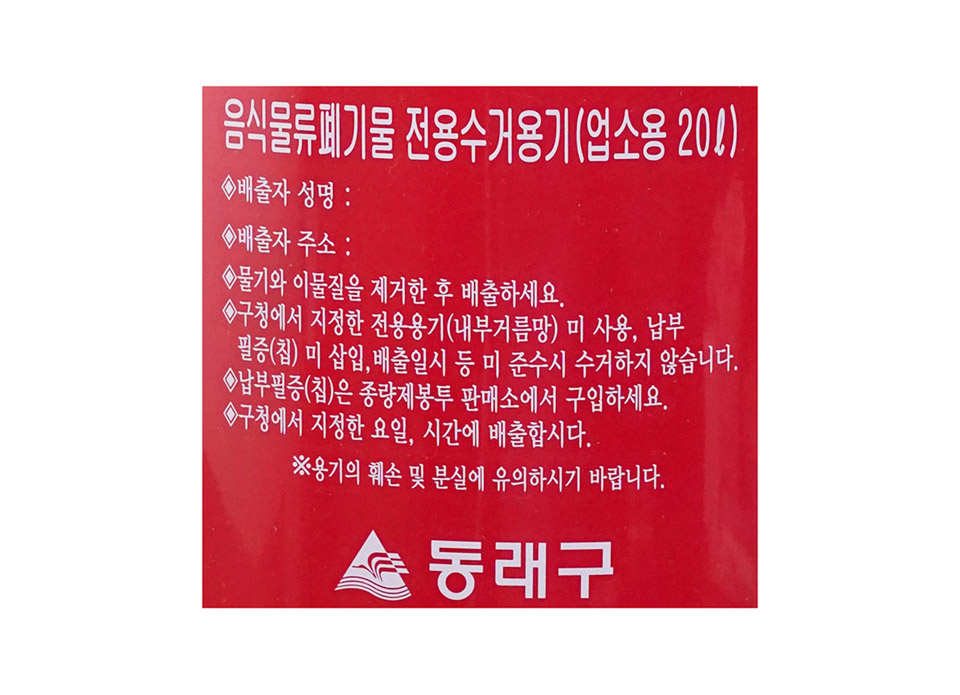 음식물류폐기물 전용수거용기(업소용 20ℓ)
◈배출자 성명 :
◈배출자 주소 :
◈물기와 이물질을 제거한 후 배출하세요.
◈구청에서 지정한 전용용기(내부거름망) 미 사용, 납부
필증(칩) 미 삽입,배출일시 등 미 준수시 수거하지 않습니다.
◈납부필증(칩)은 종량제봉투 판매소에서 구입하세요.
◈구청에서 지정한 요일, 시간에 배출합시다.
※용기의 훼손 및 분실에 유의하시기 바랍니다.
동래구